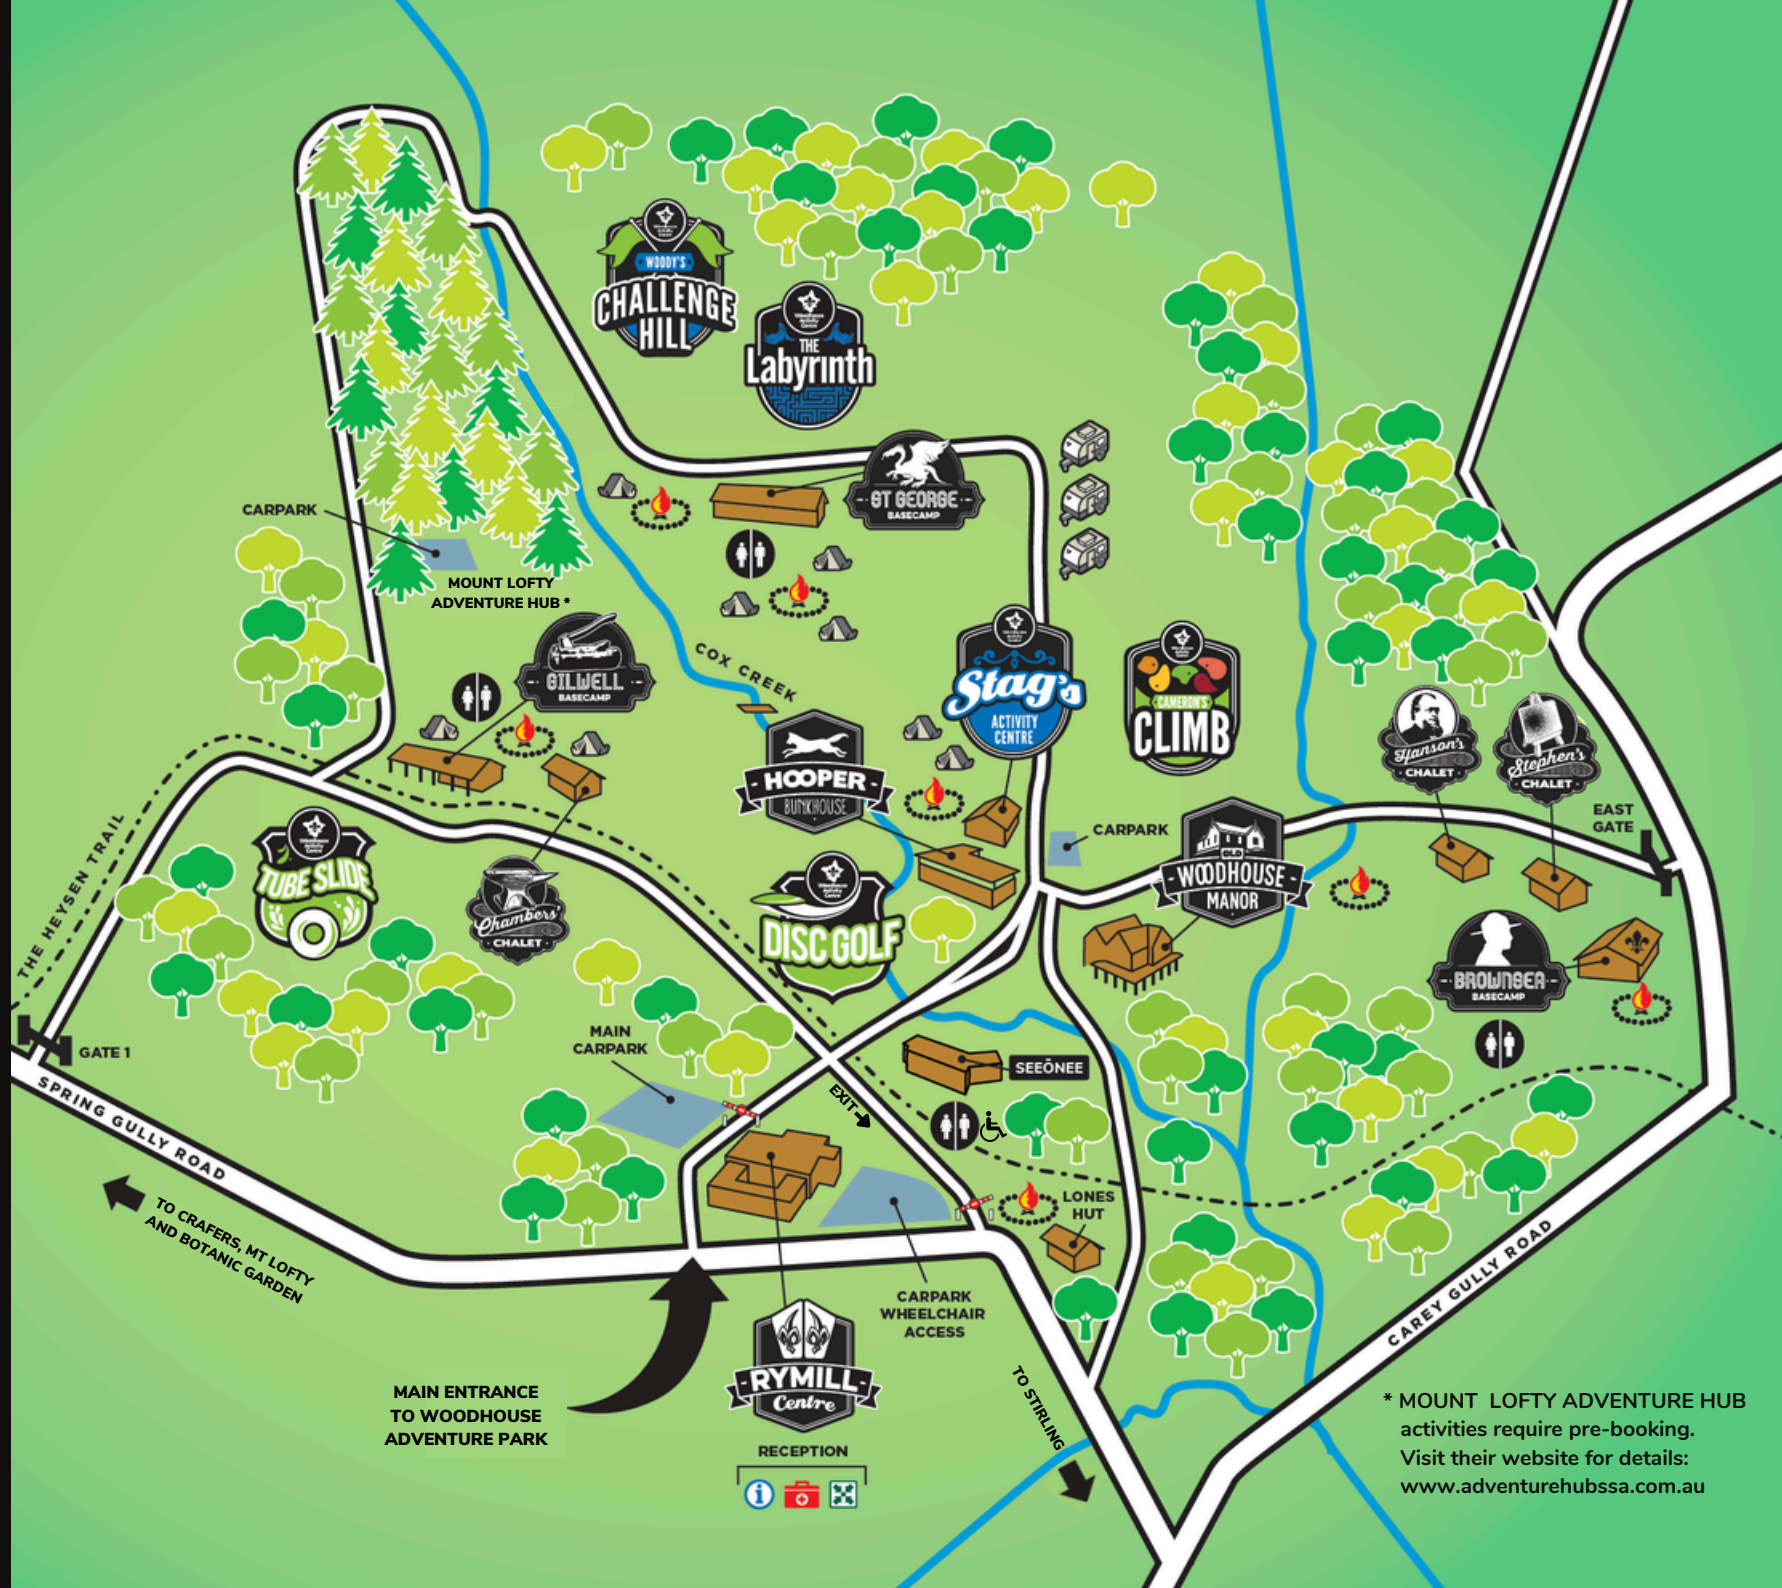 WOODY'S
CHALLENGE
HILL
THE
Labyrinth
ST GEORGE
BASECAMP
CARPARK
MOUNT LOFTY
ADVENTURE HUB *
GILWELL
BASECAMP
COX CREEK
Stag's
ACTIVITY
CENTRE
CAMERON'S
CLIMB
Hanson's
CHALET
Stephen's
CHALET
HOOPER
BUNKHOUSE
EAST
GATE
CARPARK
OLD
WOODHOUSE
MANOR
THE HEYSEN TRAIL
TUBE SLIDE
Chambers'
CHALET
DISC GOLF
BROWNSEA
BASECAMP
MAIN
CARPARK
GATE 1
SEEŌNEE
EXIT
SPRING GULLY ROAD
TO CRAFERS, MT LOFTY
AND BOTANIC GARDEN
LONES
HUT
CARPARK
WHEELCHAIR
ACCESS
CAREY GULLY ROAD
RYMILL
Centre
MAIN ENTRANCE
TO WOODHOUSE
ADVENTURE PARK
TO STIRLING
RECEPTION
i
* MOUNT LOFTY ADVENTURE HUB
activities require pre-booking.
Visit their website for details:
www.adventurehubssa.com.au